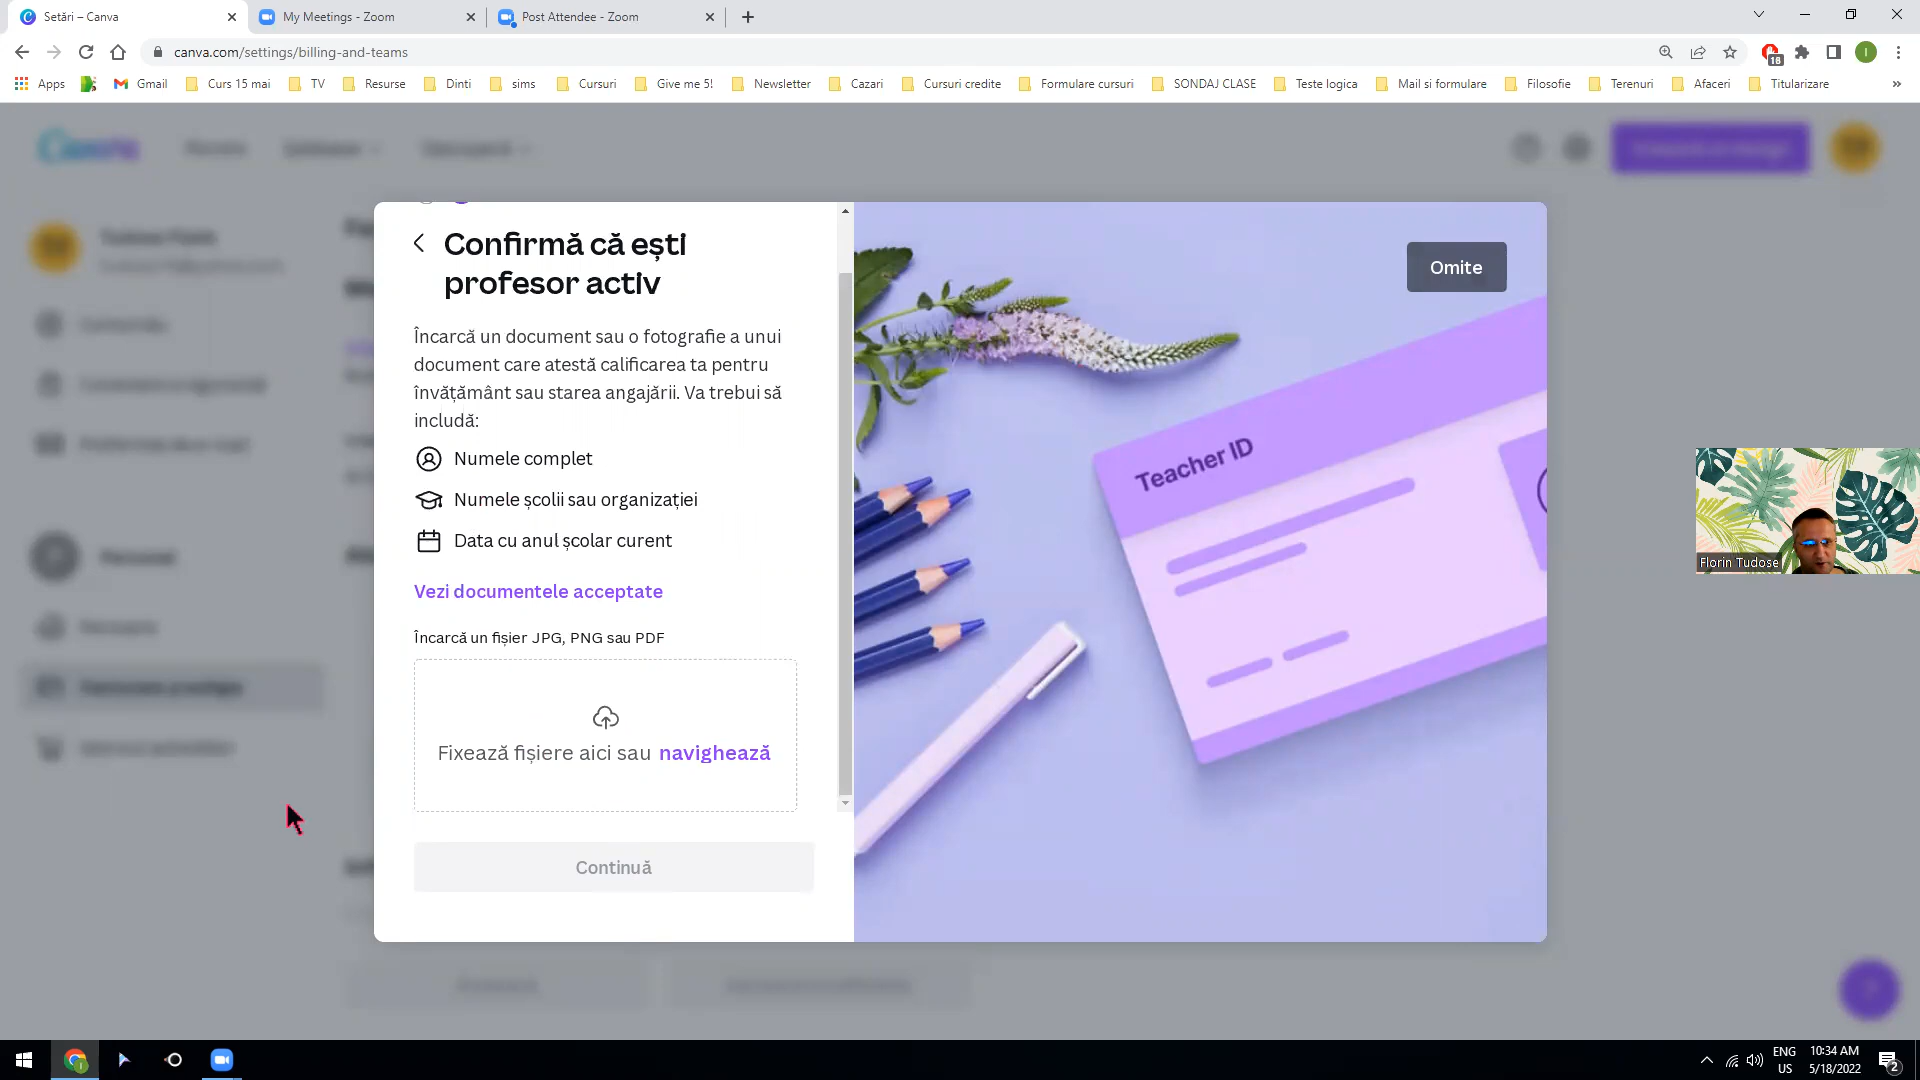 Setări – Canva
My Meetings - Zoom
Post Attendee - Zoom
canva.com/settings/billing-and-teams
16
I
Apps
Gmail
Curs 15 mai
TV
Resurse
Dinti
sims
Cursuri
Give me 5!
Newsletter
Cazari
Cursuri credite
Formulare cursuri
SONDAJ CLASE
Teste logica
Mail si formulare
Filosofie
Terenuri
Afaceri
Titularizare
»
Confirmă că ești
profesor activ
Încarcă un document sau o fotografie a unui
document care atestă calificarea ta pentru
învățământ sau starea angajării. Va trebui să
includă:
Numele complet
Numele școlii sau organizației
Data cu anul școlar curent
Vezi documentele acceptate
Încarcă un fișier JPG, PNG sau PDF
Fixează fișiere aici sau navighează
Continuă
Omite
Teacher ID
Florin Tudose
ENG
US
10:34 AM
5/18/2022
2